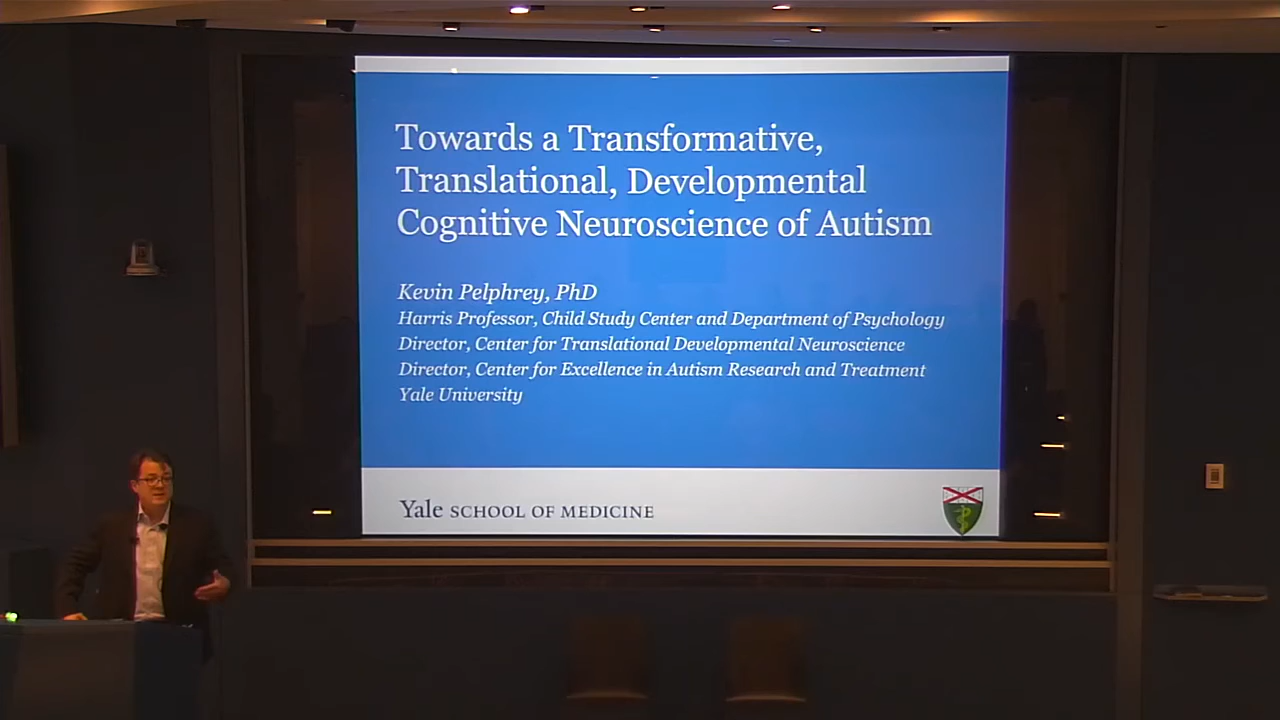 Towards a Transformative,
Translational, Developmental
Cognitive Neuroscience of Autism
Kevin Pelphrey, PhD
Harris Professor, Child Study Center and Department of Psychology
Director, Center for Translational Developmental Neuroscience
Director, Center for Excellence in Autism Research and Treatment
Yale University
Yale SCHOOL OF MEDICINE